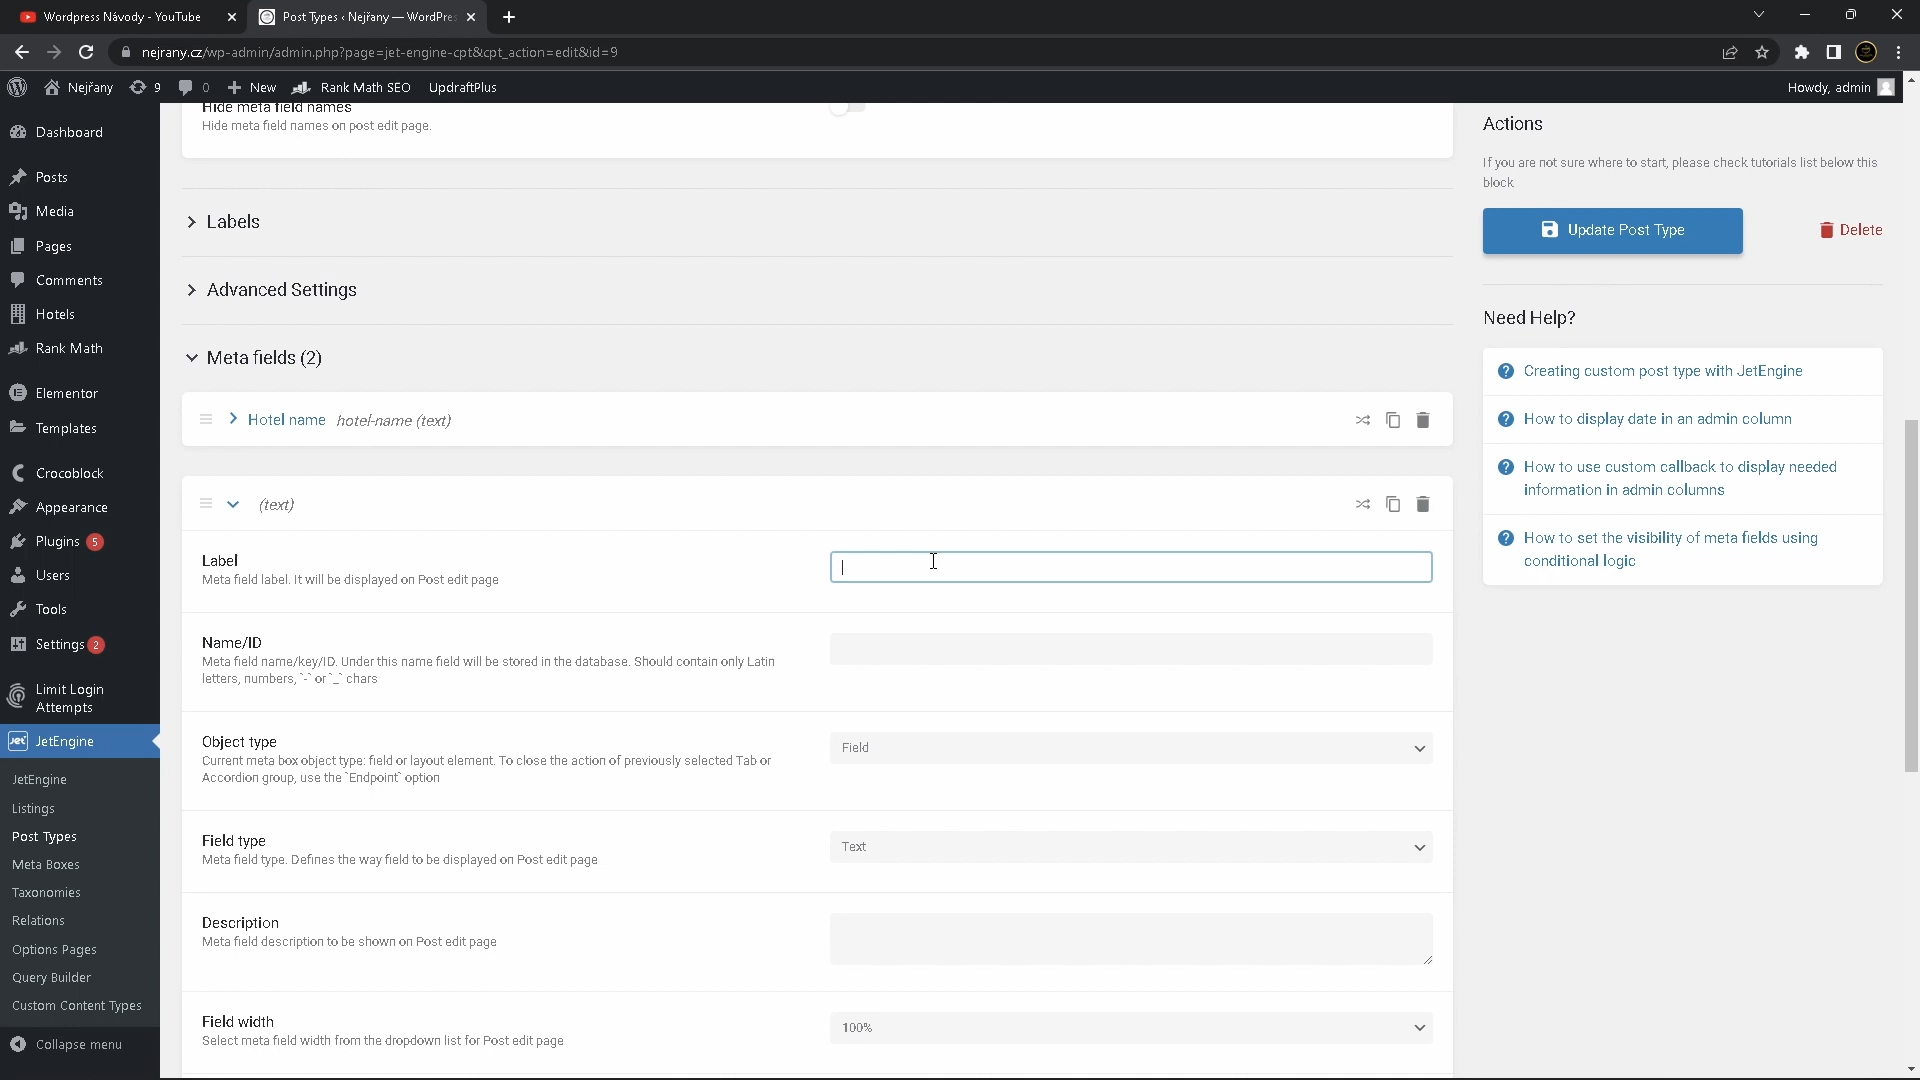 Wordpress Návody - YouTube
Post Types ‹ Nejřany — WordPres
nejrany.cz/wp-admin/admin.php?page=jet-engine-cpt&cpt_action=edit&id=9
Nejřany
9
0
New
Rank Math SEO
UpdraftPlus
Howdy, admin
Dashboard
Posts
Media
Pages
Comments
Hotels
Rank Math
Elementor
Templates
Crocoblock
Appearance
Plugins 5
Users
Tools
Settings 2
Limit Login
Attempts
JetEngine
JetEngine
Listings
Post Types
Meta Boxes
Taxonomies
Relations
Options Pages
Query Builder
Custom Content Types
Collapse menu
Hide meta field names
Hide meta field names on post edit page.
Labels
Advanced Settings
Meta fields (2)
Hotel name hotel-name (text)
(text)
Label
Meta field label. It will be displayed on Post edit page
Name/ID
Meta field name/key/ID. Under this name field will be stored in the database. Should contain only Latin
letters, numbers, `-` or `_` chars
Object type
Current meta box object type: field or layout element. To close the action of previously selected Tab or
Accordion group, use the `Endpoint` option
Field
Field type
Meta field type. Defines the way field to be displayed on Post edit page
Text
Description
Meta field description to be shown on Post edit page
Field width
Select meta field width from the dropdown list for Post edit page
100%
Actions
If you are not sure where to start, please check tutorials list below this
block
Update Post Type
Delete
Need Help?
Creating custom post type with JetEngine
How to display date in an admin column
How to use custom callback to display needed
information in admin columns
How to set the visibility of meta fields using
conditional logic